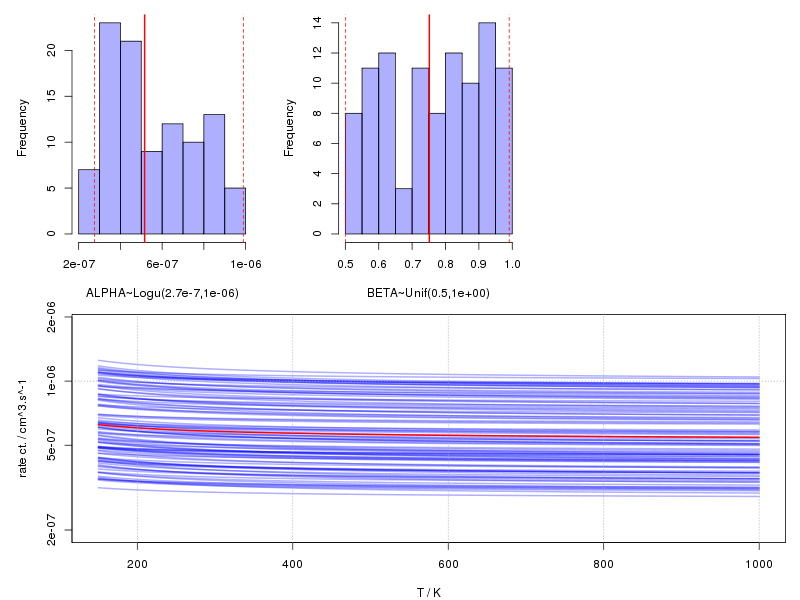 Frequency
0
5
10
15
20
2e-07
6e-07
1e-06
ALPHA~Logu(2.7e-7,1e-06)
Frequency
0
2
4
6
8
10
12
14
0.5
0.6
0.7
0.8
0.9
1.0
BETA~Unif(0.5,1e+00)
rate ct. / cm^3.s^-1
2e-07
5e-07
1e-06
2e-06
200
400
600
800
1000
T / K